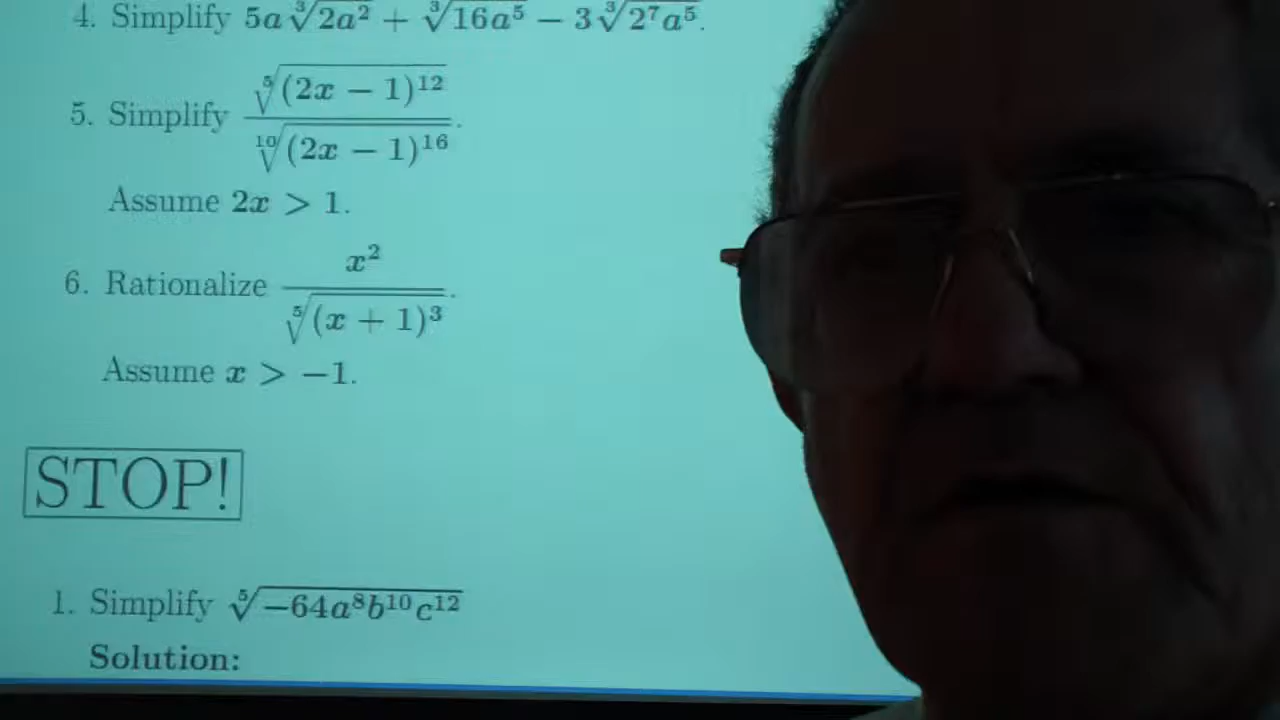 4. Simplify 5a∛(2a²) + ∛(16a⁵) − 3∛(2⁷a⁵).
5. Simplify ⁵√((2x − 1)¹²) / ¹⁰√((2x − 1)¹⁶).
Assume 2x > 1.
6. Rationalize x² / ⁵√((x + 1)³).
Assume x > −1.
STOP!
1. Simplify ⁵√(−64a⁸b¹⁰c¹²)
Solution: